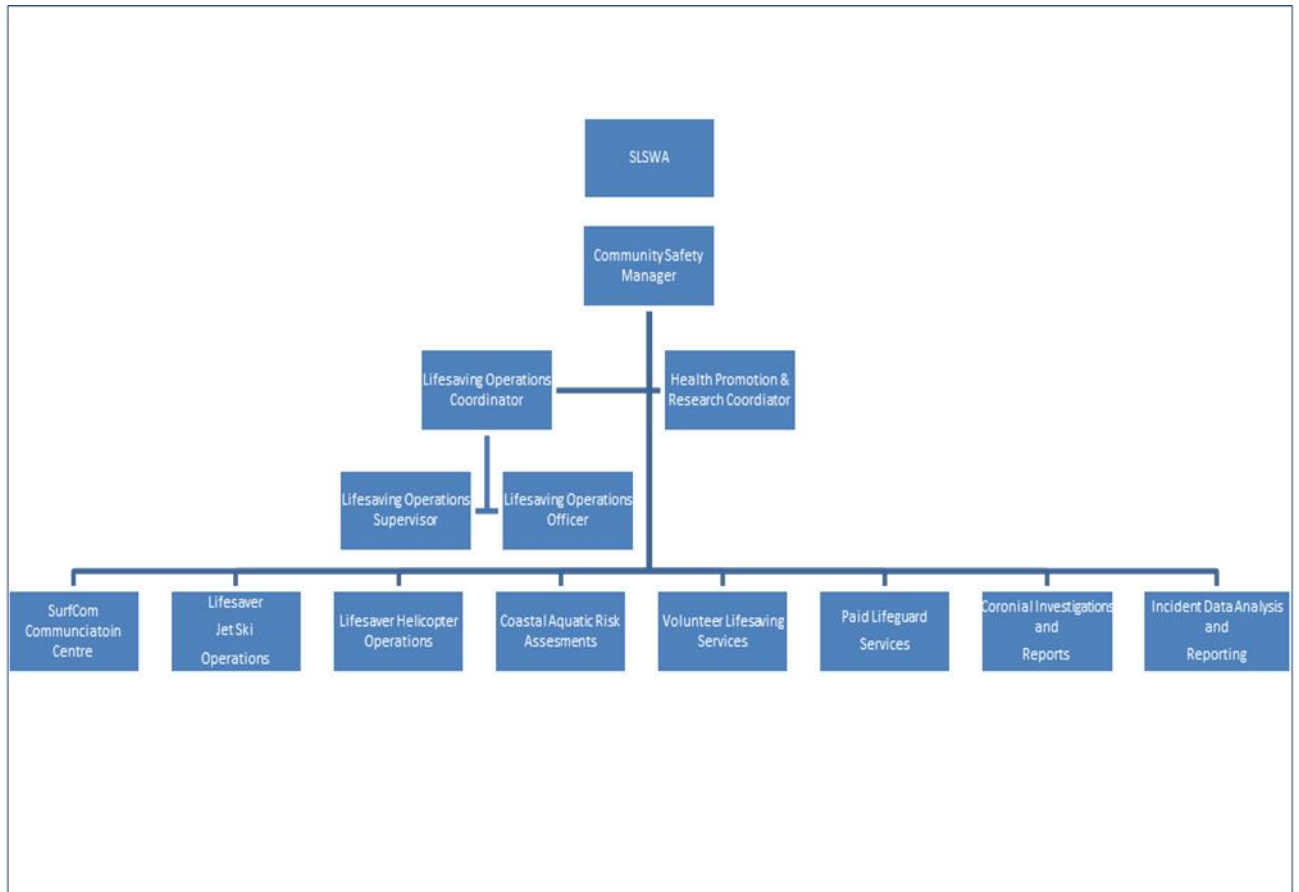 SLSWA
Community Safety
Manager
Lifesaving Operations
Coordinator
Health Promotion &
Research Coordiator
Lifesaving Operations
Supervisor
Lifesaving Operations
Officer
SurfCom
Communciatoin
Centre
Lifesaver
Jet Ski
Operations
Lifesaver Helicopter
Operations
Coastal Aquatic Risk
Assesments
Volunteer Lifesaving
Services
Paid Lifeguard
Services
Coronial Investigations
and
Reports
Incident Data Analysis
and
Reporting